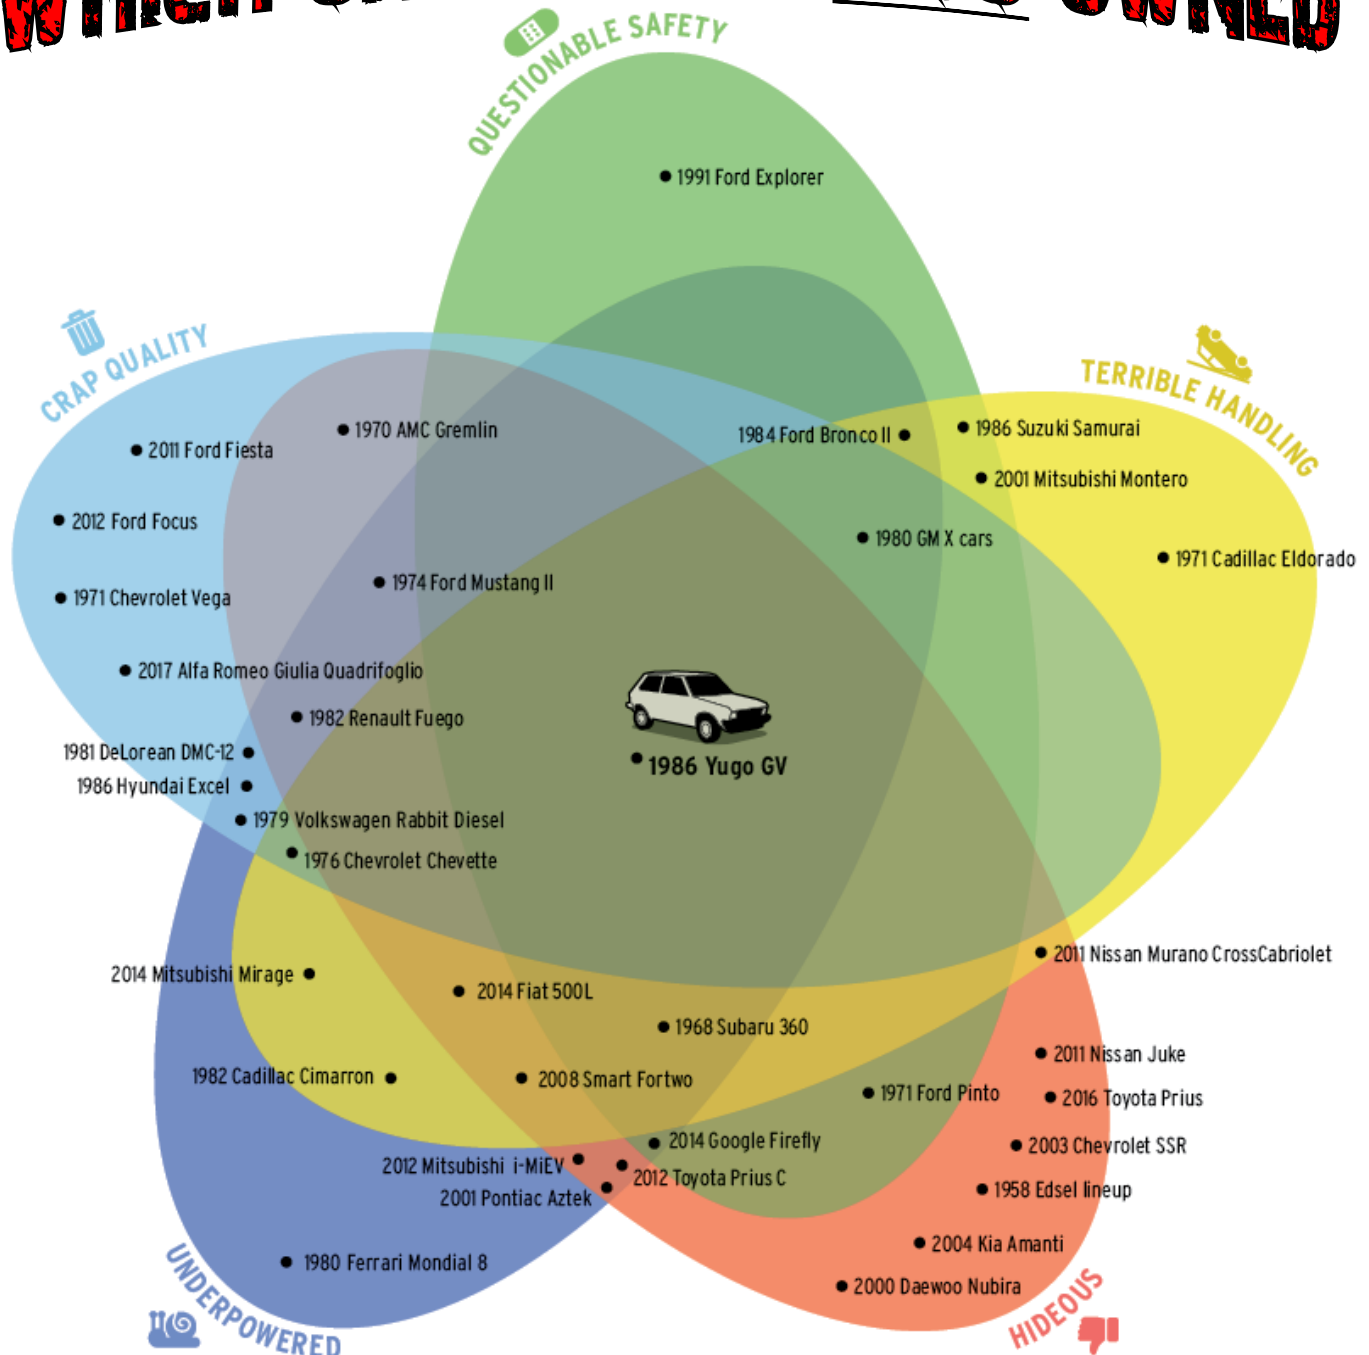 WHICH
OWNED
QUESTIONABLE SAFETY
1991 Ford Explorer
CRAP QUALITY
TERRIBLE HANDLING
1970 AMC Gremlin
1984 Ford Bronco II
1986 Suzuki Samurai
2011 Ford Fiesta
2001 Mitsubishi Montero
2012 Ford Focus
1980 GM X cars
1971 Cadillac Eldorado
1974 Ford Mustang II
1971 Chevrolet Vega
2017 Alfa Romeo Giulia Quadrifoglio
1982 Renault Fuego
1981 DeLorean DMC-12
1986 Yugo GV
1986 Hyundai Excel
1979 Volkswagen Rabbit Diesel
1976 Chevrolet Chevette
2011 Nissan Murano CrossCabriolet
2014 Mitsubishi Mirage
2014 Fiat 500L
1968 Subaru 360
2011 Nissan Juke
1982 Cadillac Cimarron
2008 Smart Fortwo
1971 Ford Pinto
2016 Toyota Prius
2014 Google Firefly
2003 Chevrolet SSR
2012 Mitsubishi i-MiEV
2012 Toyota Prius C
2001 Pontiac Aztek
1958 Edsel lineup
2004 Kia Amanti
1980 Ferrari Mondial 8
2000 Daewoo Nubira
UNDERPOWERED
HIDEOUS